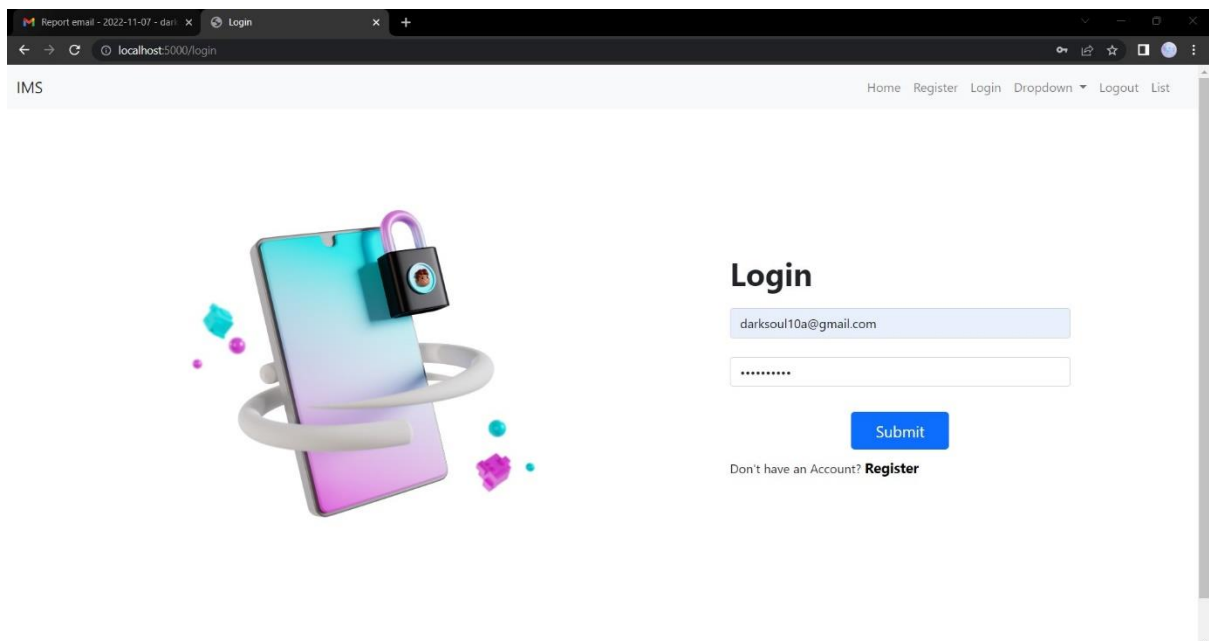 Report email - 2022-11-07 - dark
Login
localhost:5000/login
IMS
Home Register Login Dropdown Logout List
Login
darksoul10a@gmail.com
••••••••••
Submit
Don't have an Account? Register